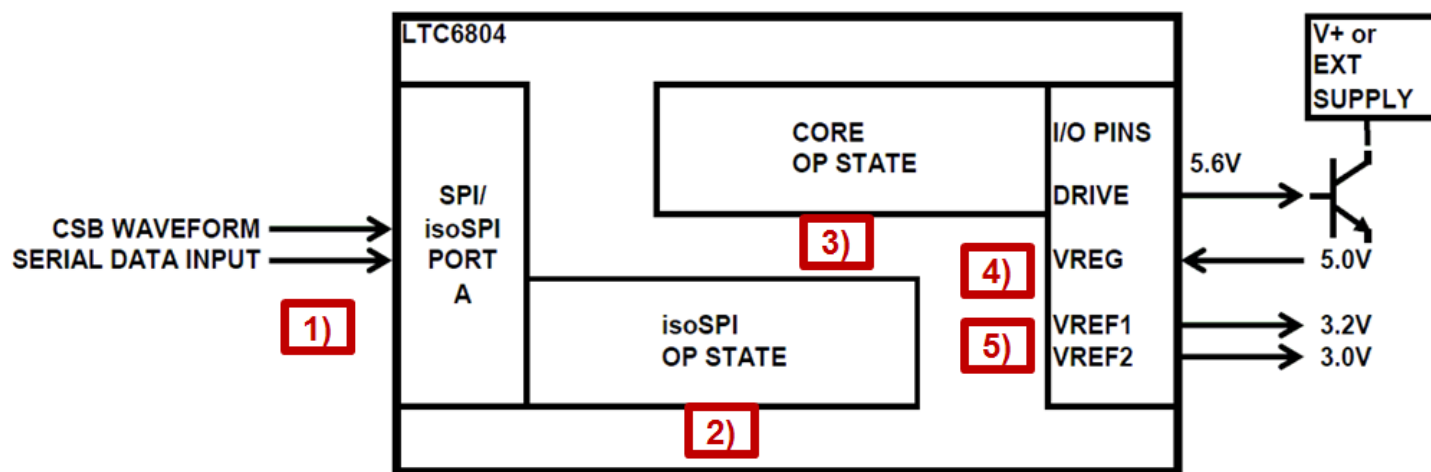 LTC6804
V+ or
EXT
SUPPLY
CORE
OP STATE
I/O PINS
5.6V
DRIVE
SPI/
isoSPI
PORT
A
CSB WAVEFORM
SERIAL DATA INPUT
3)
4)
VREG
5.0V
1)
isoSPI
OP STATE
5)
VREF1
3.2V
VREF2
3.0V
2)